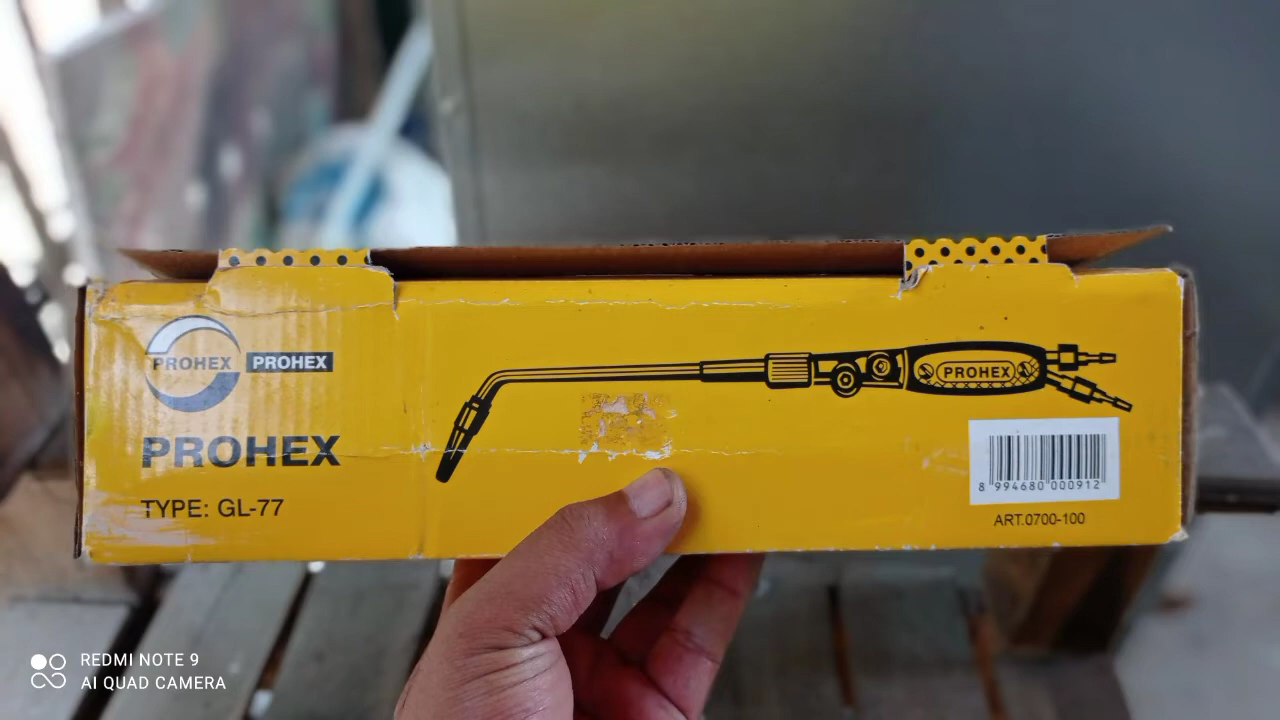 PROHEX PROHEX
PROHEX
TYPE: GL-77
PROHEX
8 994680 000912
ART.0700-100
REDMI NOTE 9
AI QUAD CAMERA